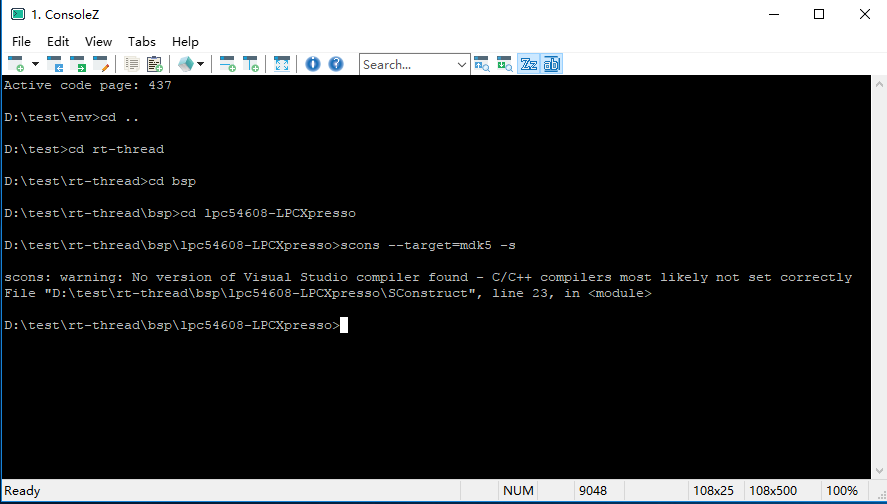 1. ConsoleZ
File Edit View Tabs Help
Search...
Zz ab
Active code page: 437
D:\test\env>cd ..
D:\test>cd rt-thread
D:\test\rt-thread>cd bsp
D:\test\rt-thread\bsp>cd lpc54608-LPCXpresso
D:\test\rt-thread\bsp\lpc54608-LPCXpresso>scons --target=mdk5 -s
scons: warning: No version of Visual Studio compiler found - C/C++ compilers most likely not set correctly
File "D:\test\rt-thread\bsp\lpc54608-LPCXpresso\SConstruct", line 23, in <module>
D:\test\rt-thread\bsp\lpc54608-LPCXpresso>
Ready NUM 9048 108x25 108x500 100%